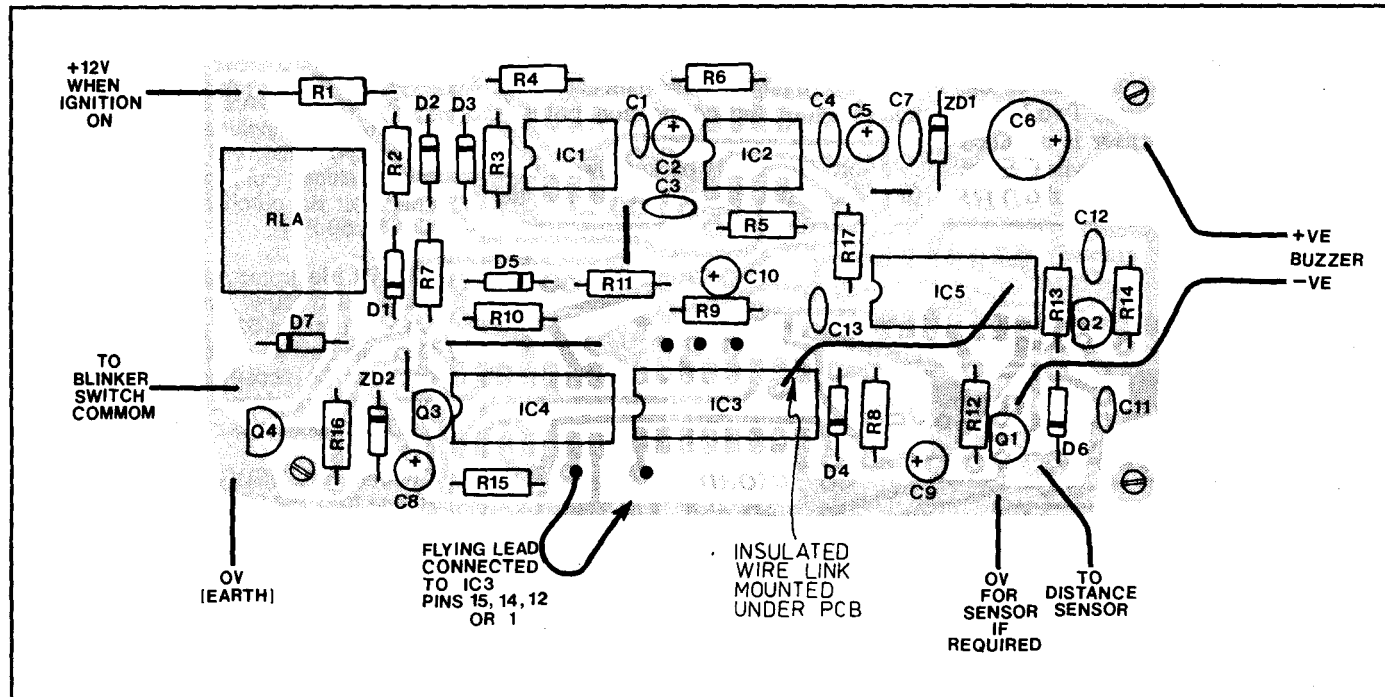 +12V
WHEN
IGNITION
ON
R1
R4
R6
D2
D3
C1
C4
C5
C7
ZD1
C6
R2
R3
IC1
C2
IC2
C3
RLA
R5
R17
C12
+VE
BUZZER
-VE
D1
R7
D5
R11
C10
IC5
R13
R14
Q2
R10
R9
C13
D7
TO
BLINKER
SWITCH
COMMOM
ZD2
Q3
IC4
IC3
Q4
R16
D4
R8
R12
Q1
D6
C11
C8
R15
C9
FLYING LEAD
CONNECTED
TO IC3
PINS 15, 14, 12
OR 1
INSULATED
WIRE LINK
MOUNTED
UNDER PCB
OV
[EARTH]
OV
FOR
SENSOR
IF
REQUIRED
TO
DISTANCE
SENSOR